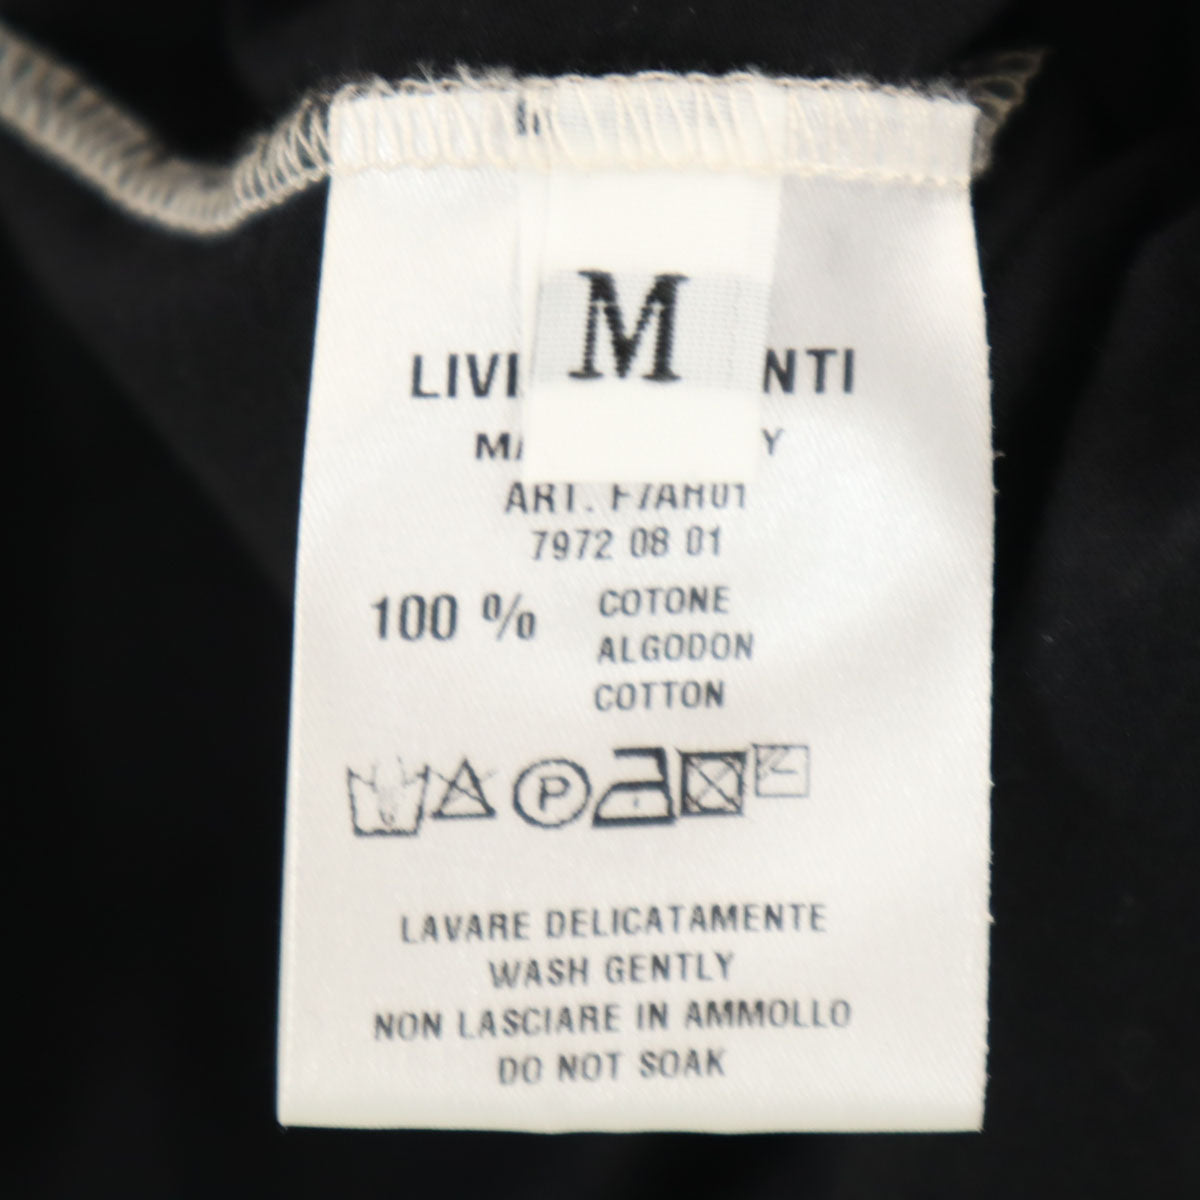 M
LIVI NTI
MA Y
ART. F7AH01
7972 08 01
100 % COTONE
ALGODON
COTTON
P
LAVARE DELICATAMENTE
WASH GENTLY
NON LASCIARE IN AMMOLLO
DO NOT SOAK